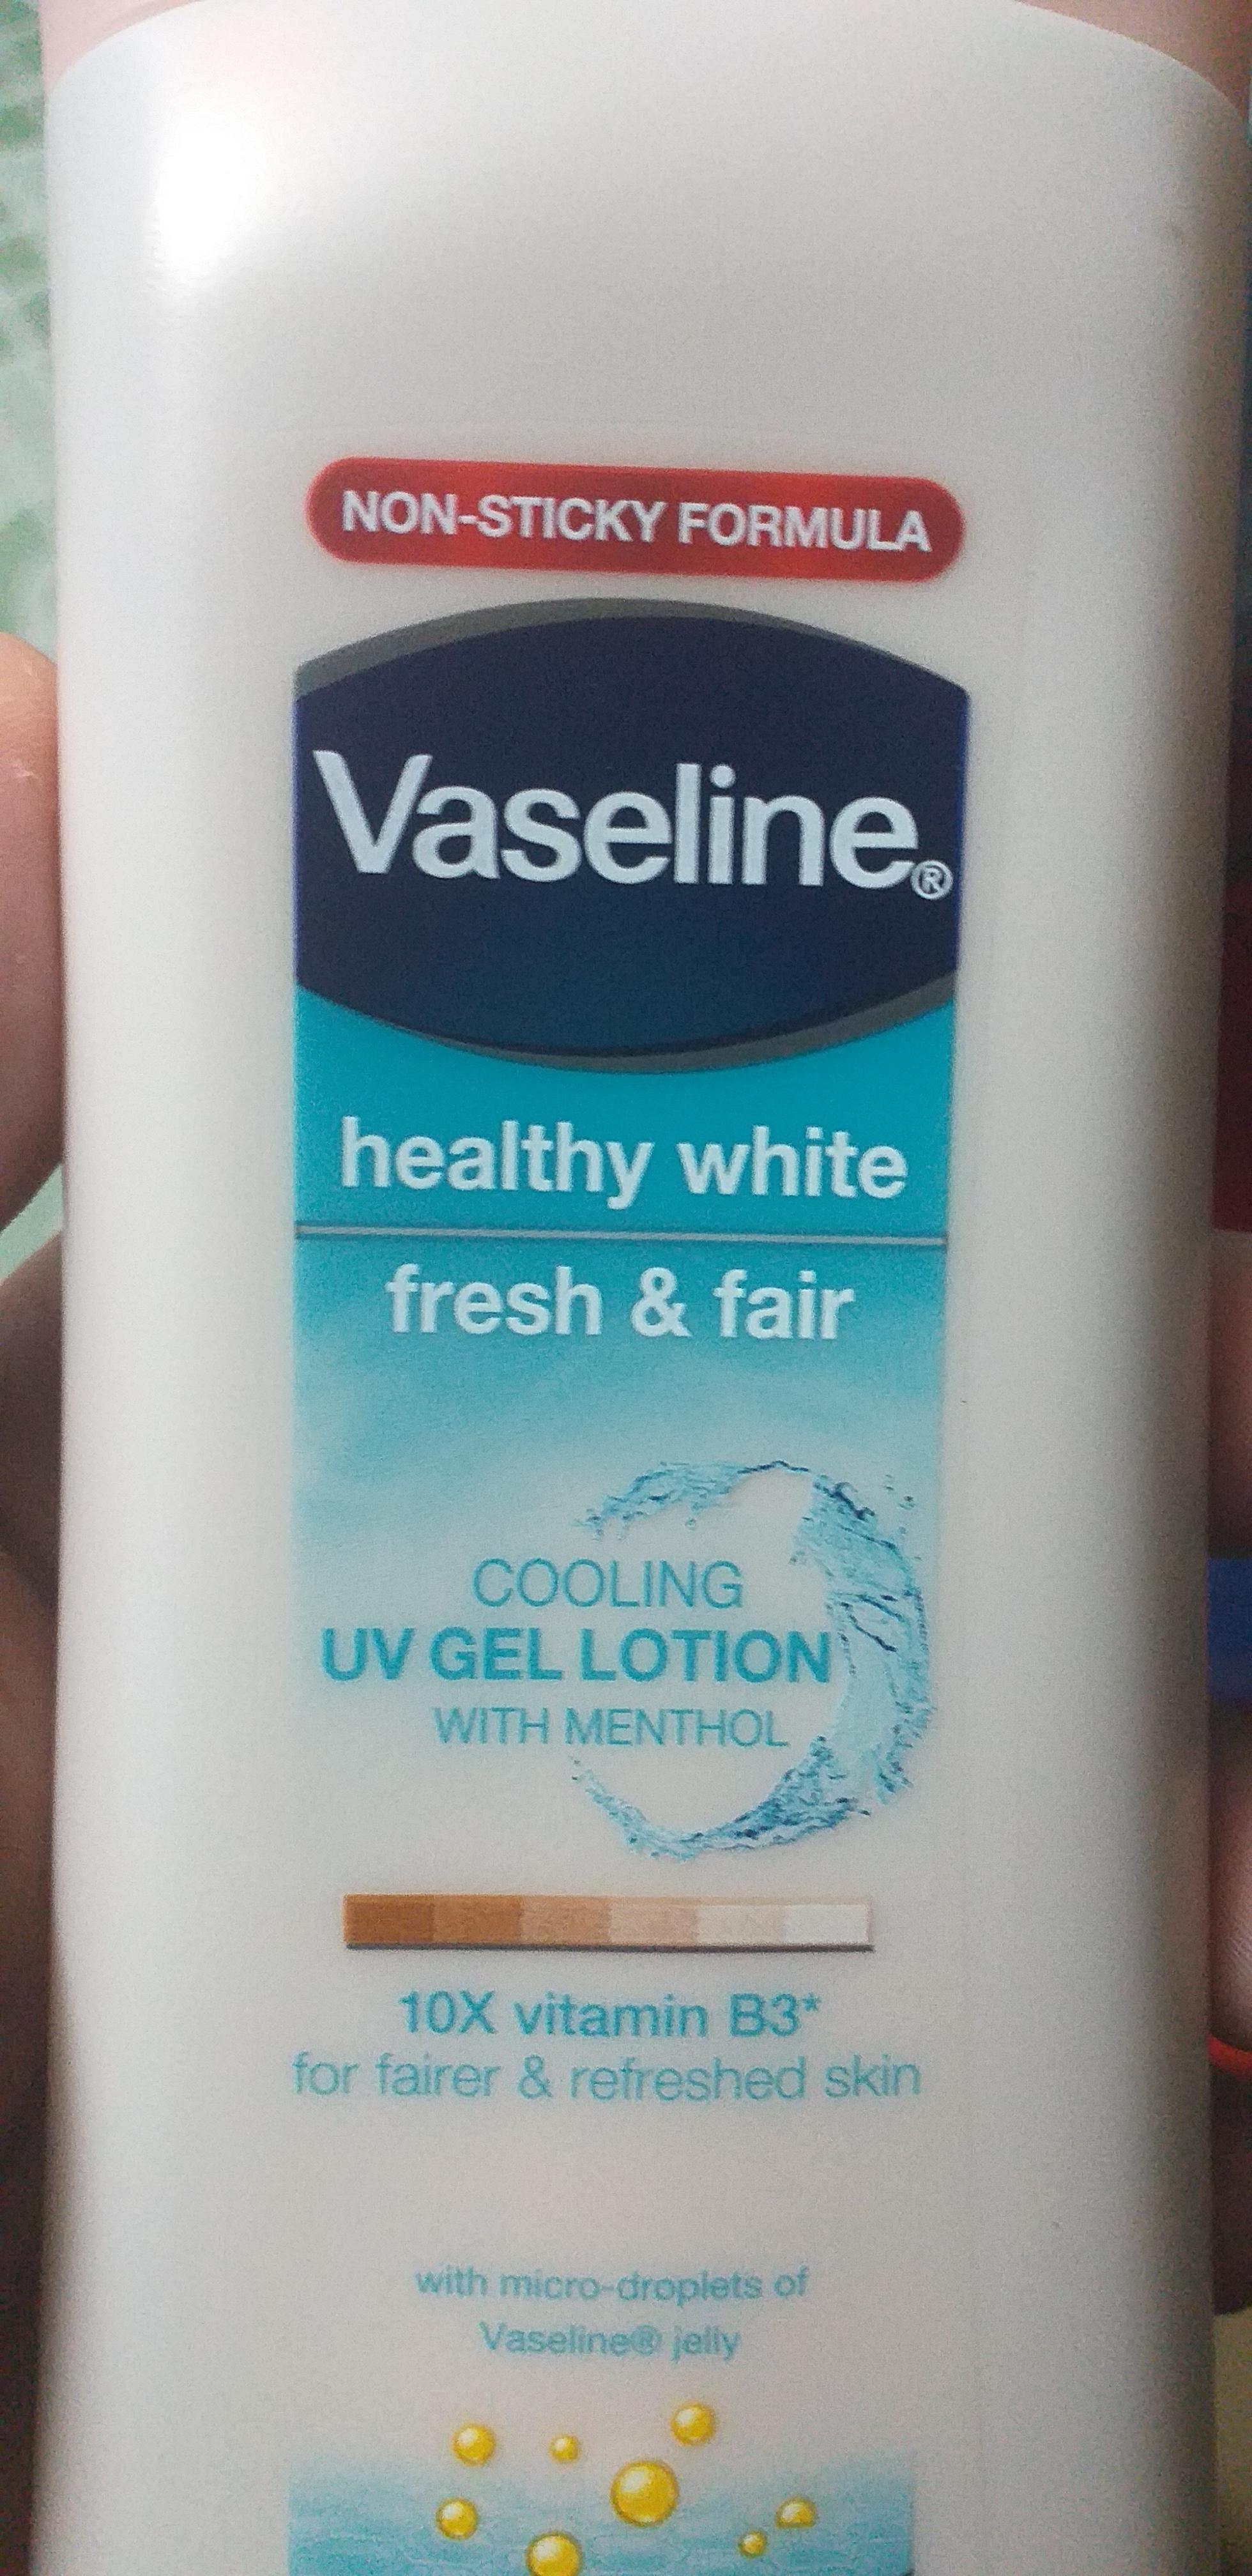 NON-STICKY FORMULA
Vaseline®
healthy white
fresh & fair
COOLING
UV GEL LOTION
WITH MENTHOL
10X vitamin B3*
for fairer & refreshed skin
with micro-droplets of
Vaseline® jelly